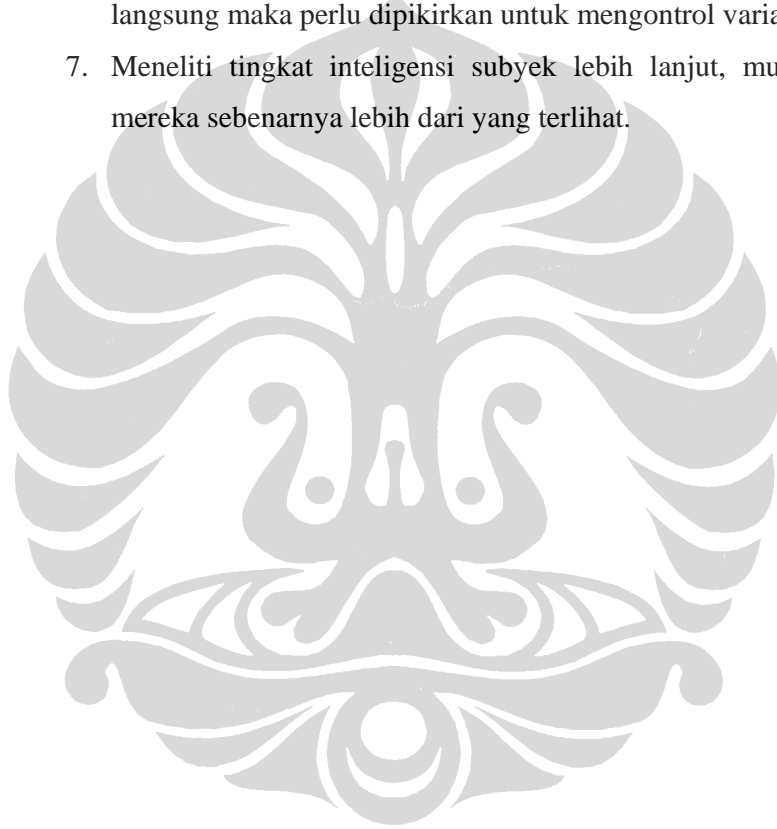 langsung maka perlu dipikirkan untuk mengontrol varia
7. Meneliti tingkat inteligensi subyek lebih lanjut, mu
mereka sebenarnya lebih dari yang terlihat.